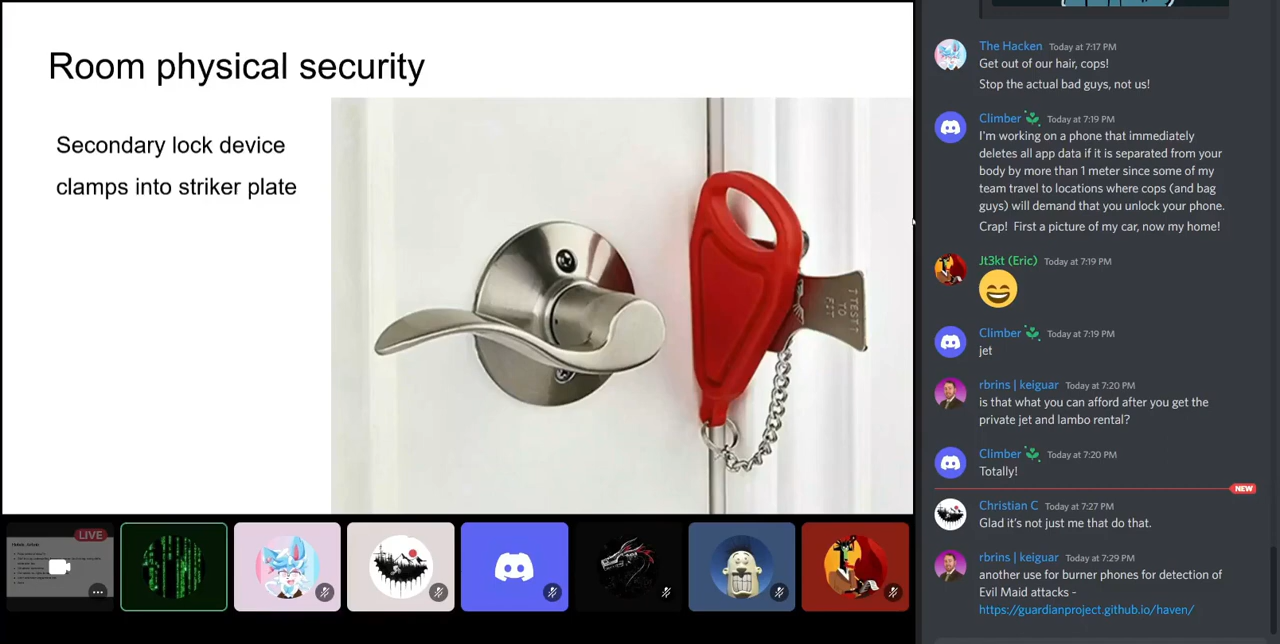 Room physical security
Secondary lock device
clamps into striker plate
TEST
TO
FIT
LIVE
The Hacken Today at 7:17 PM
Get out of our hair, cops!
Stop the actual bad guys, not us!
Climber Today at 7:19 PM
I'm working on a phone that immediately
deletes all app data if it is separated from your
body by more than 1 meter since some of my
team travel to locations where cops (and bag
guys) will demand that you unlock your phone.
Crap! First a picture of my car, now my home!
Jt3kt (Eric) Today at 7:19 PM
Climber Today at 7:19 PM
jet
rbrins | keiguar Today at 7:20 PM
is that what you can afford after you get the
private jet and lambo rental?
Climber Today at 7:20 PM
Totally!
NEW
Christian C Today at 7:27 PM
Glad it's not just me that do that.
rbrins | keiguar Today at 7:29 PM
another use for burner phones for detection of
Evil Maid attacks -
https://guardianproject.github.io/haven/